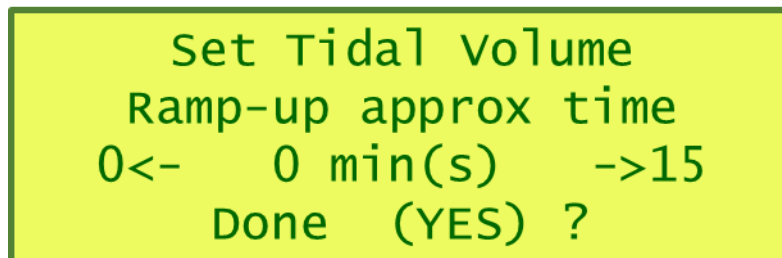 Set Tidal Volume
Ramp-up approx time
0<-   0 min(s)   ->15
Done  (YES) ?